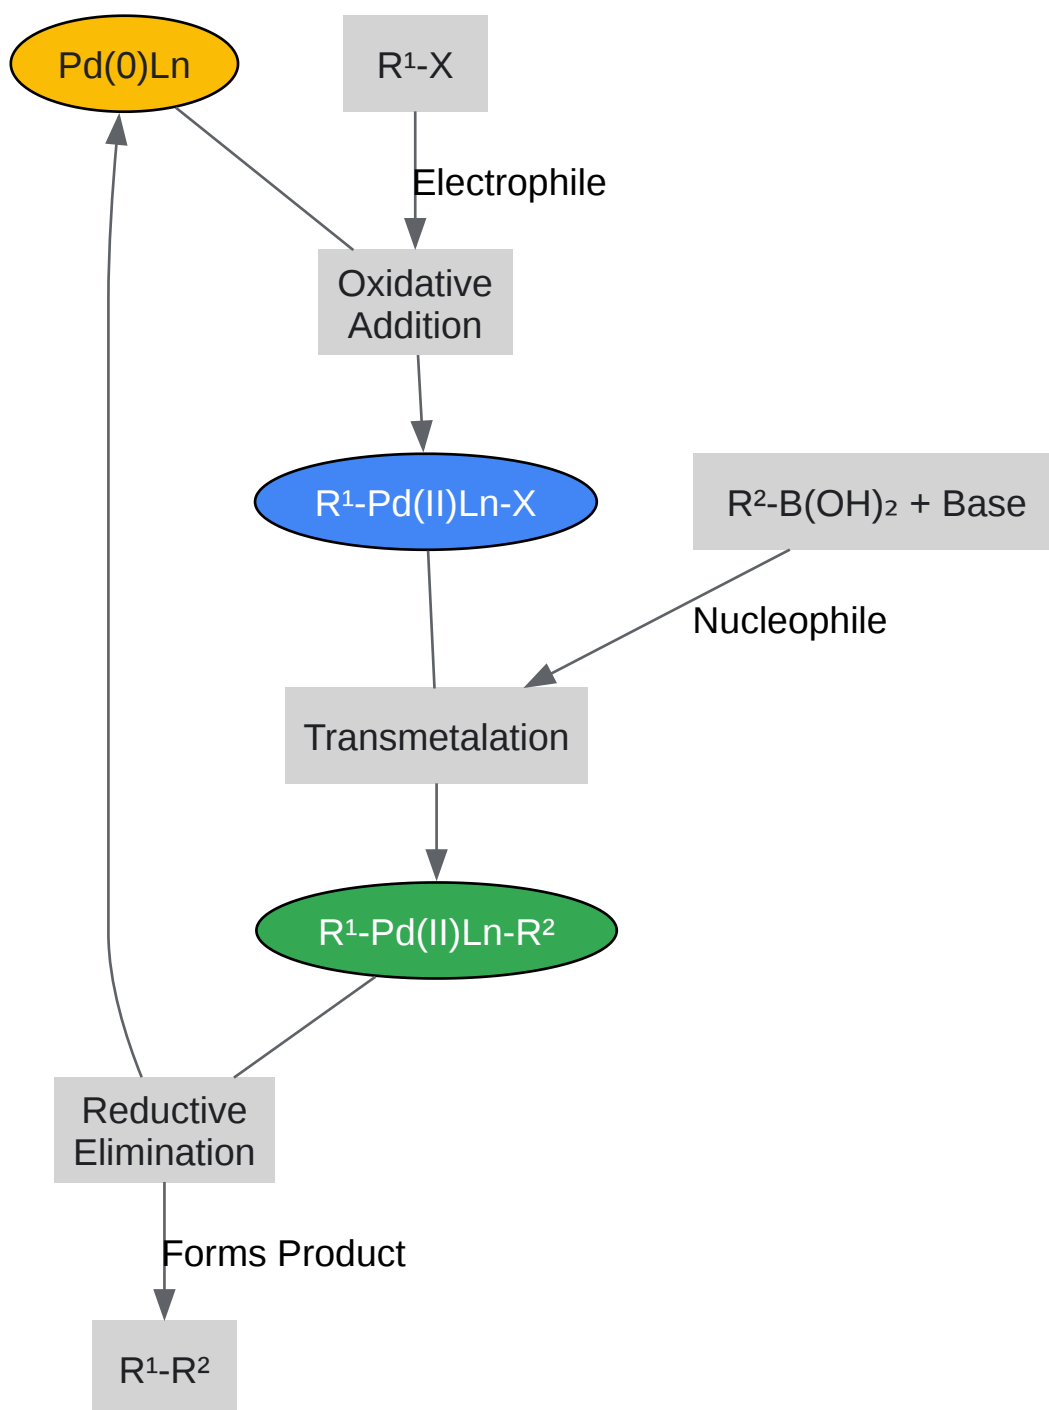 Pd(0)Ln
R¹-X
Electrophile
Oxidative
Addition
R¹-Pd(II)Ln-X
R²-B(OH)₂ + Base
Nucleophile
Transmetalation
R¹-Pd(II)Ln-R²
Reductive
Elimination
Forms Product
R¹-R²